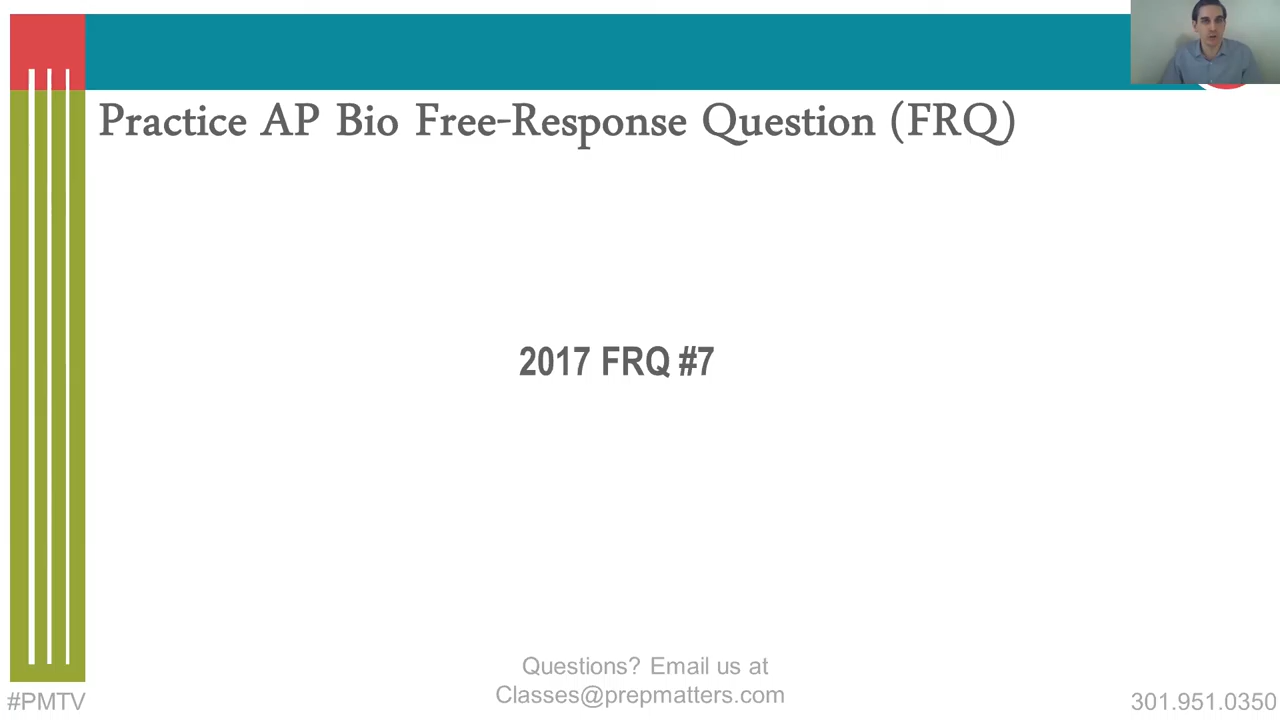 Practice AP Bio Free-Response Question (FRQ)
2017 FRQ #7
Questions? Email us at
Classes@prepmatters.com
#PMTV
301.951.0350